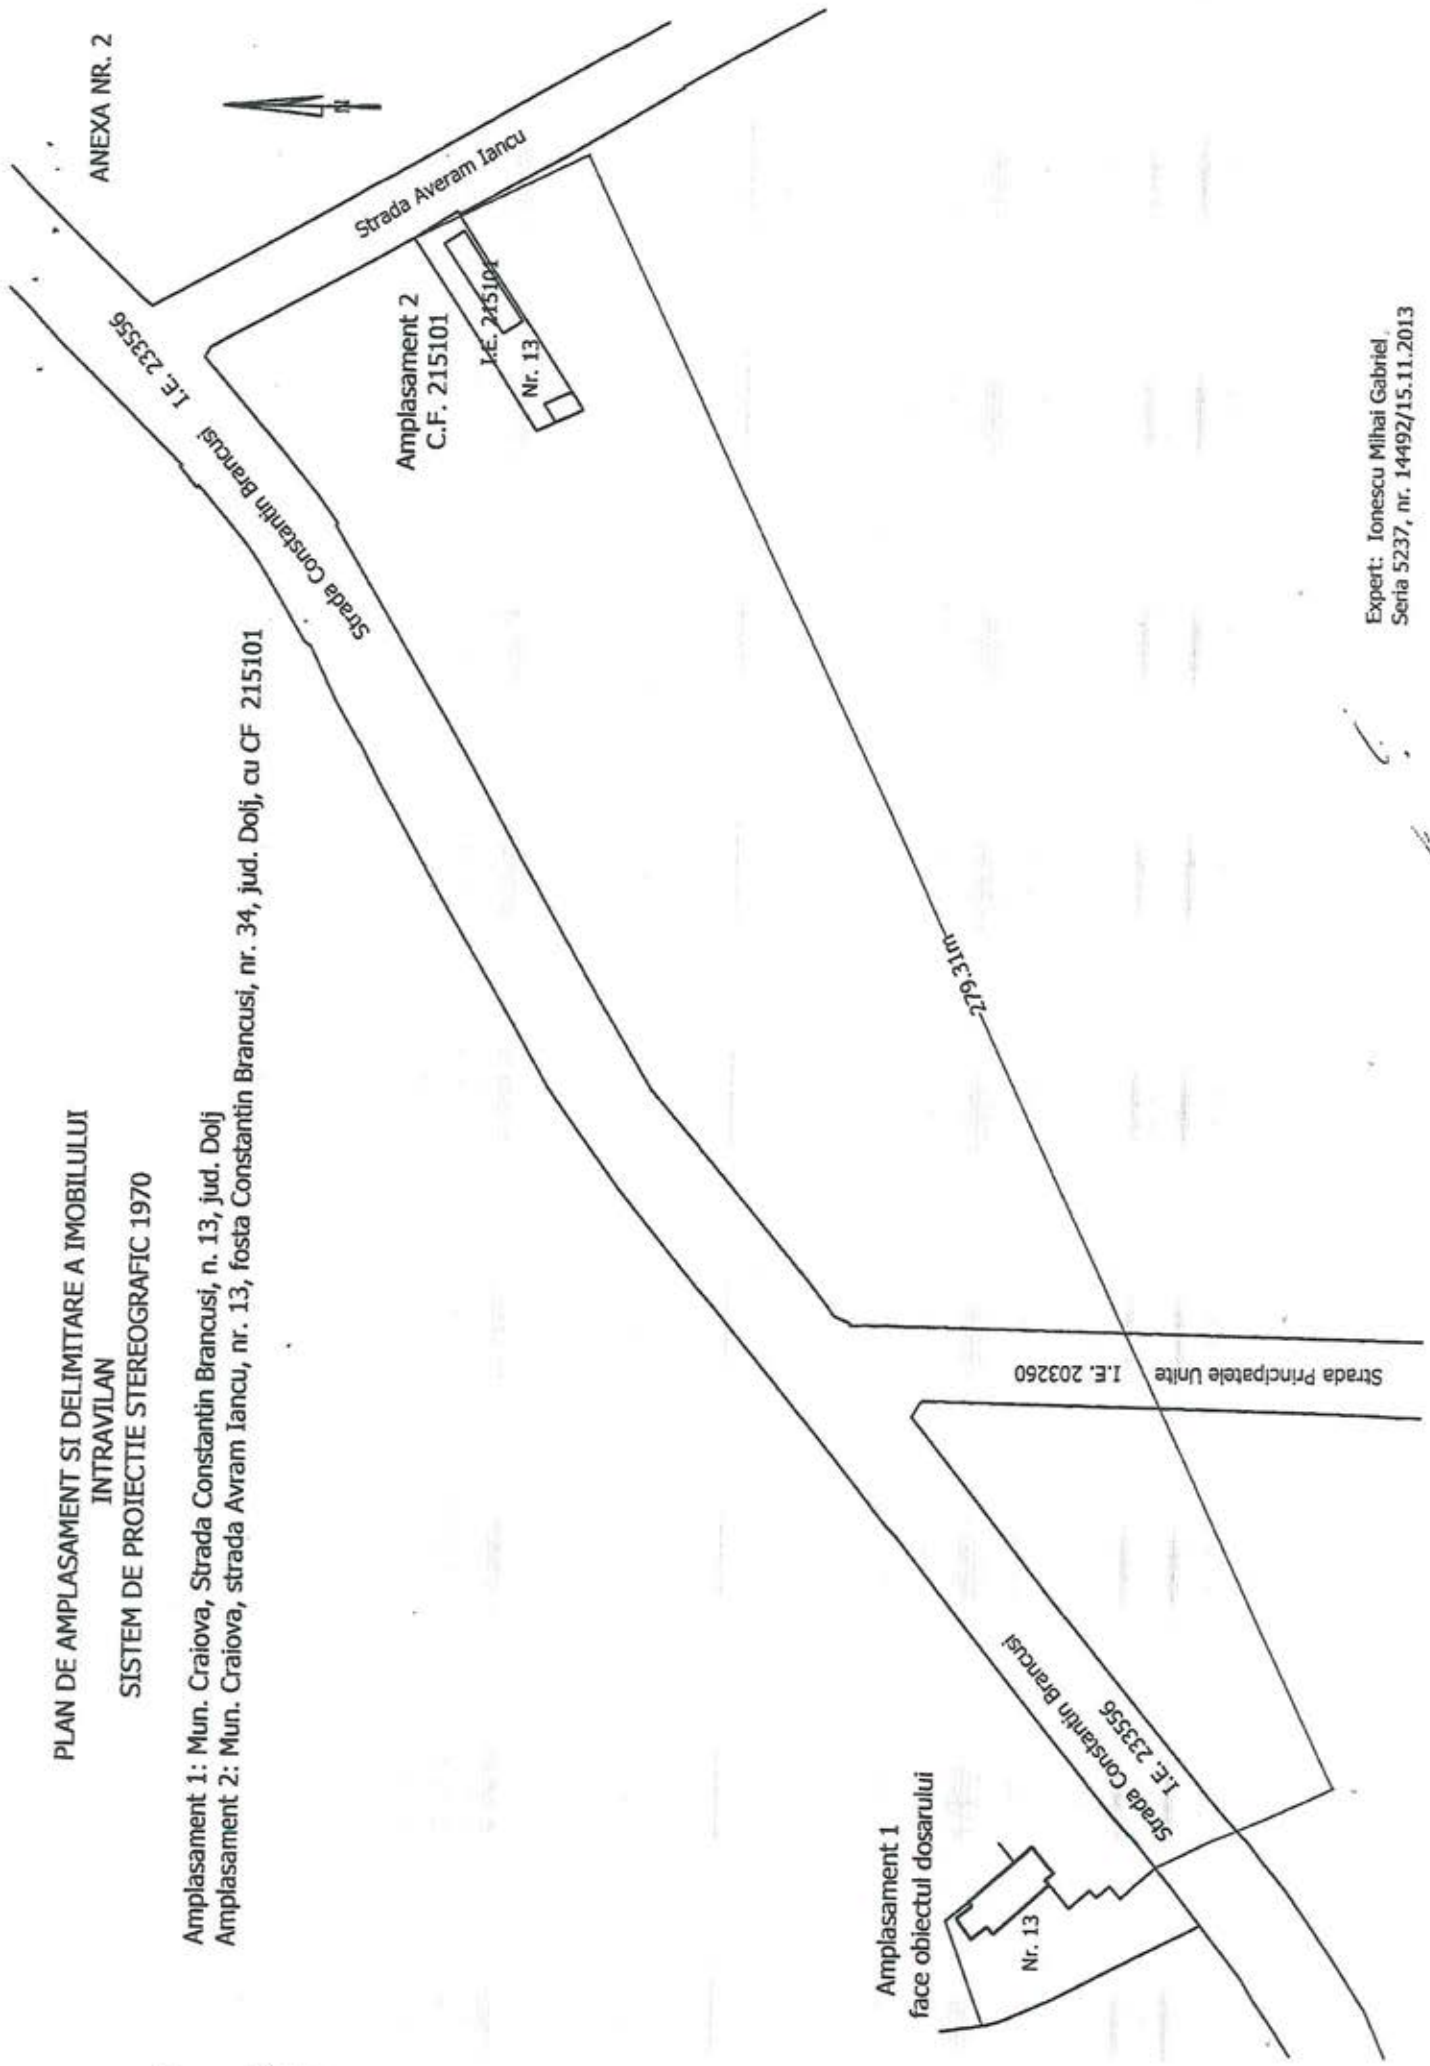 ANEXA NR. 2
PLAN DE AMPLASAMENT SI DELIMITARE A IMOBILULUI
INTRAVILAN
SISTEM DE PROIECTIE STEREOGRAFIC 1970
Amplasament 1: Mun. Craiova, Strada Constantin Brancusi, n. 13, jud. Dolj
Amplasament 2: Mun. Craiova, strada Avram Iancu, nr. 13, fosta Constantin Brancusi, nr. 34, jud. Dolj, cu CF 215101
N
I.E. 233556
Strada Constantin Brancusi
Strada Averam Iancu
Amplasament 2
C.F. 215101
I.E. 215101
Nr. 13
279.31m
Strada Principatele Unite I.E. 203260
Strada Constantin Brancusi
I.E. 233556
Amplasament 1
face obiectul dosarului
Nr. 13
Expert: Ionescu Mihai Gabriel
Seria 5237, nr. 14492/15.11.2013